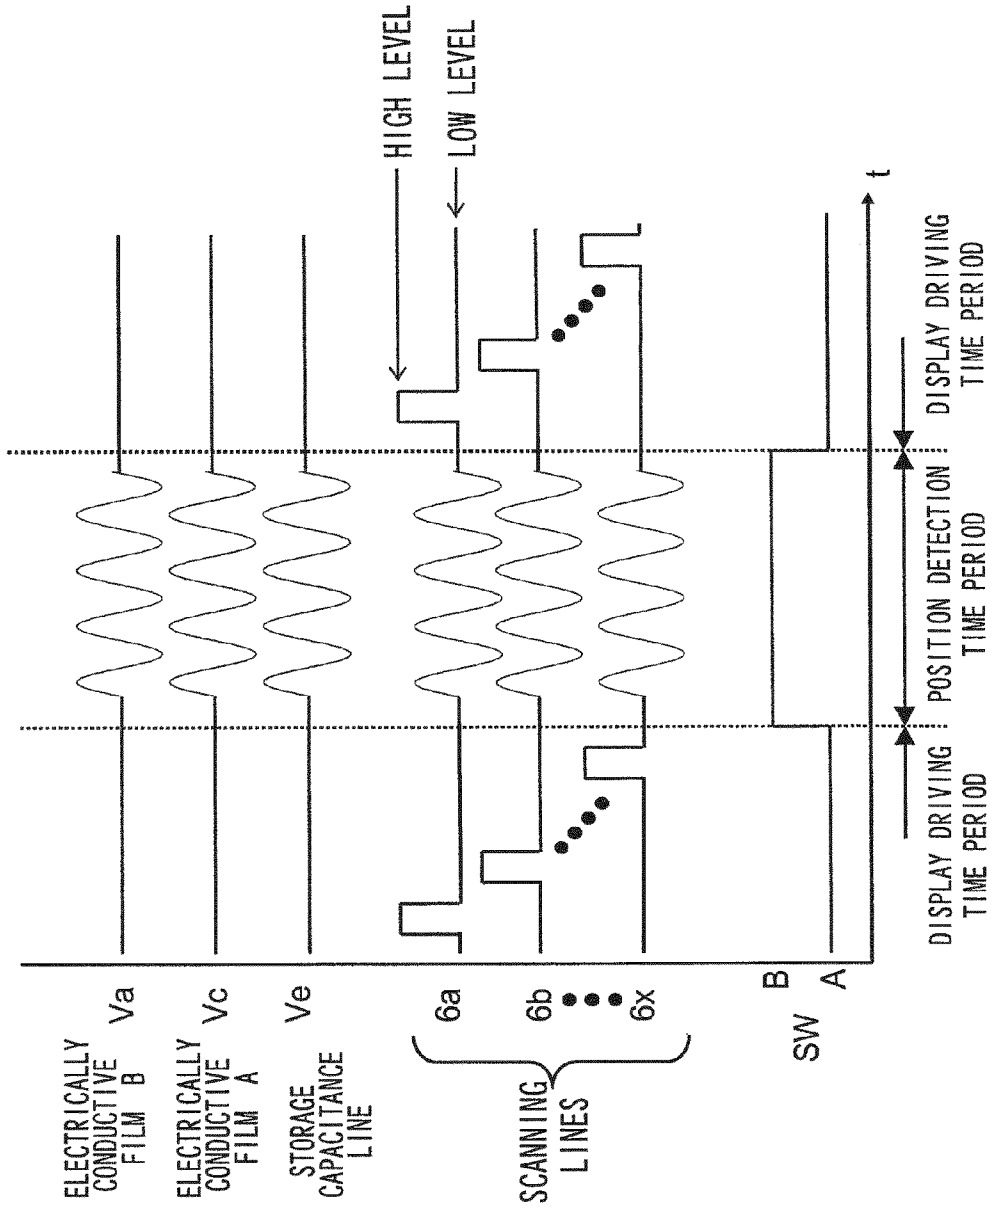 HIGH LEVEL
LOW LEVEL
ELECTRICALLY
CONDUCTIVE
FILM B
Va
ELECTRICALLY
CONDUCTIVE
FILM A
Vc
STORAGE
CAPACITANCE
LINE
Ve
SCANNING
LINES
6a
6b
6x
SW
B
A
t
DISPLAY DRIVING
TIME PERIOD
POSITION DETECTION
TIME PERIOD
DISPLAY DRIVING
TIME PERIOD